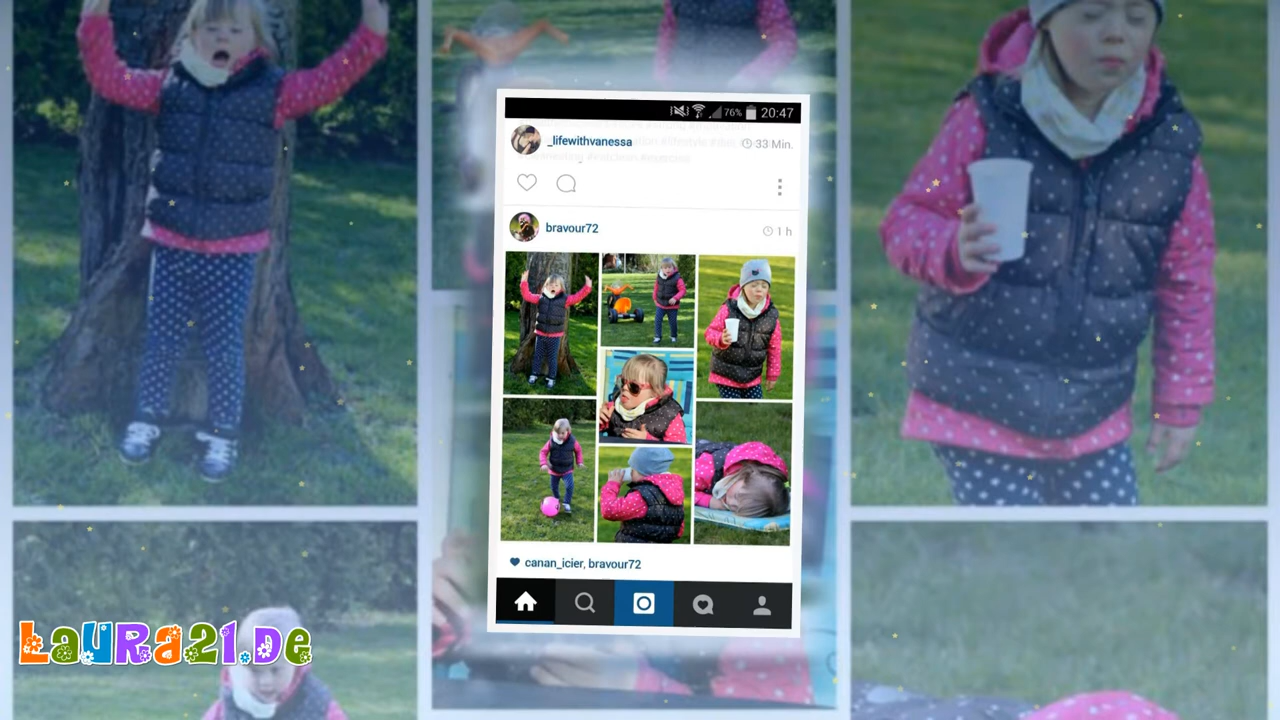 76% 20:47
_lifewithvanessa
33 Min.
bravour72
1 h
canan_icier, bravour72
LaURa21.De